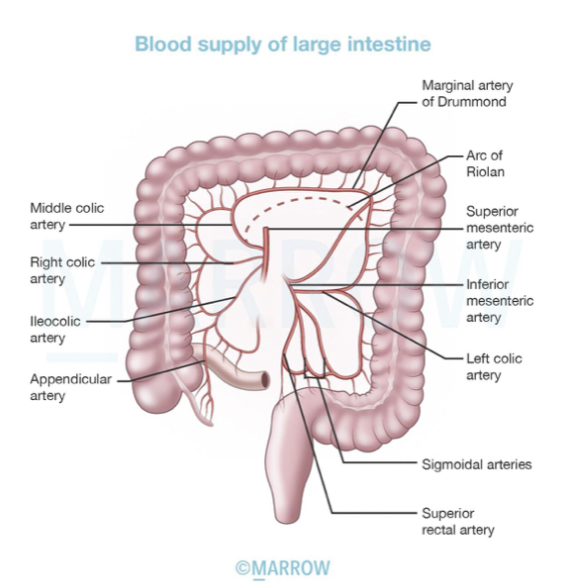 Blood supply of large intestine
Marginal artery
of Drummond
Arc of
Riolan
Middle colic
artery
Superior
mesenteric
artery
Right colic
artery
Inferior
mesenteric
artery
Ileocolic
artery
Left colic
artery
Appendicular
artery
Sigmoidal arteries
Superior
rectal artery
MARROW
©MARROW